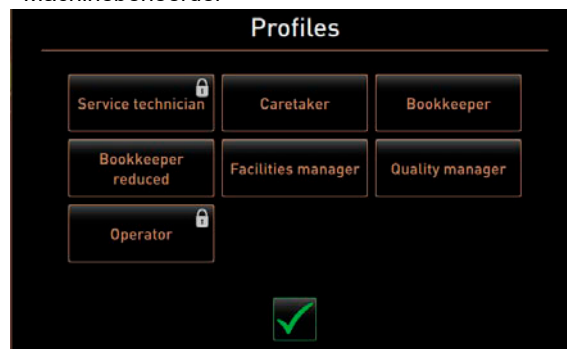 Profiles
Service technician
Caretaker
Bookkeeper
Bookkeeper
reduced
Facilities manager
Quality manager
Operator